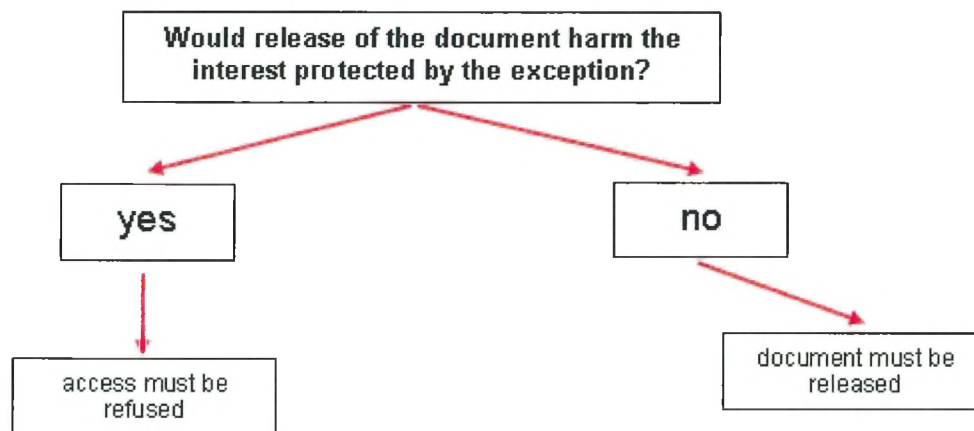 Would release of the document harm the
interest protected by the exception?
yes
no
access must be
refused
document must be
released